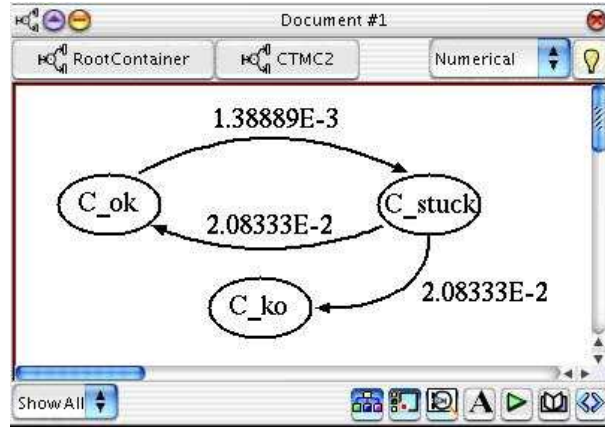 Document #1
RootContainer CTMC2 Numerical
1.38889E-3
C_ok C_stuck
2.08333E-2
C_ko 2.08333E-2
Show All A